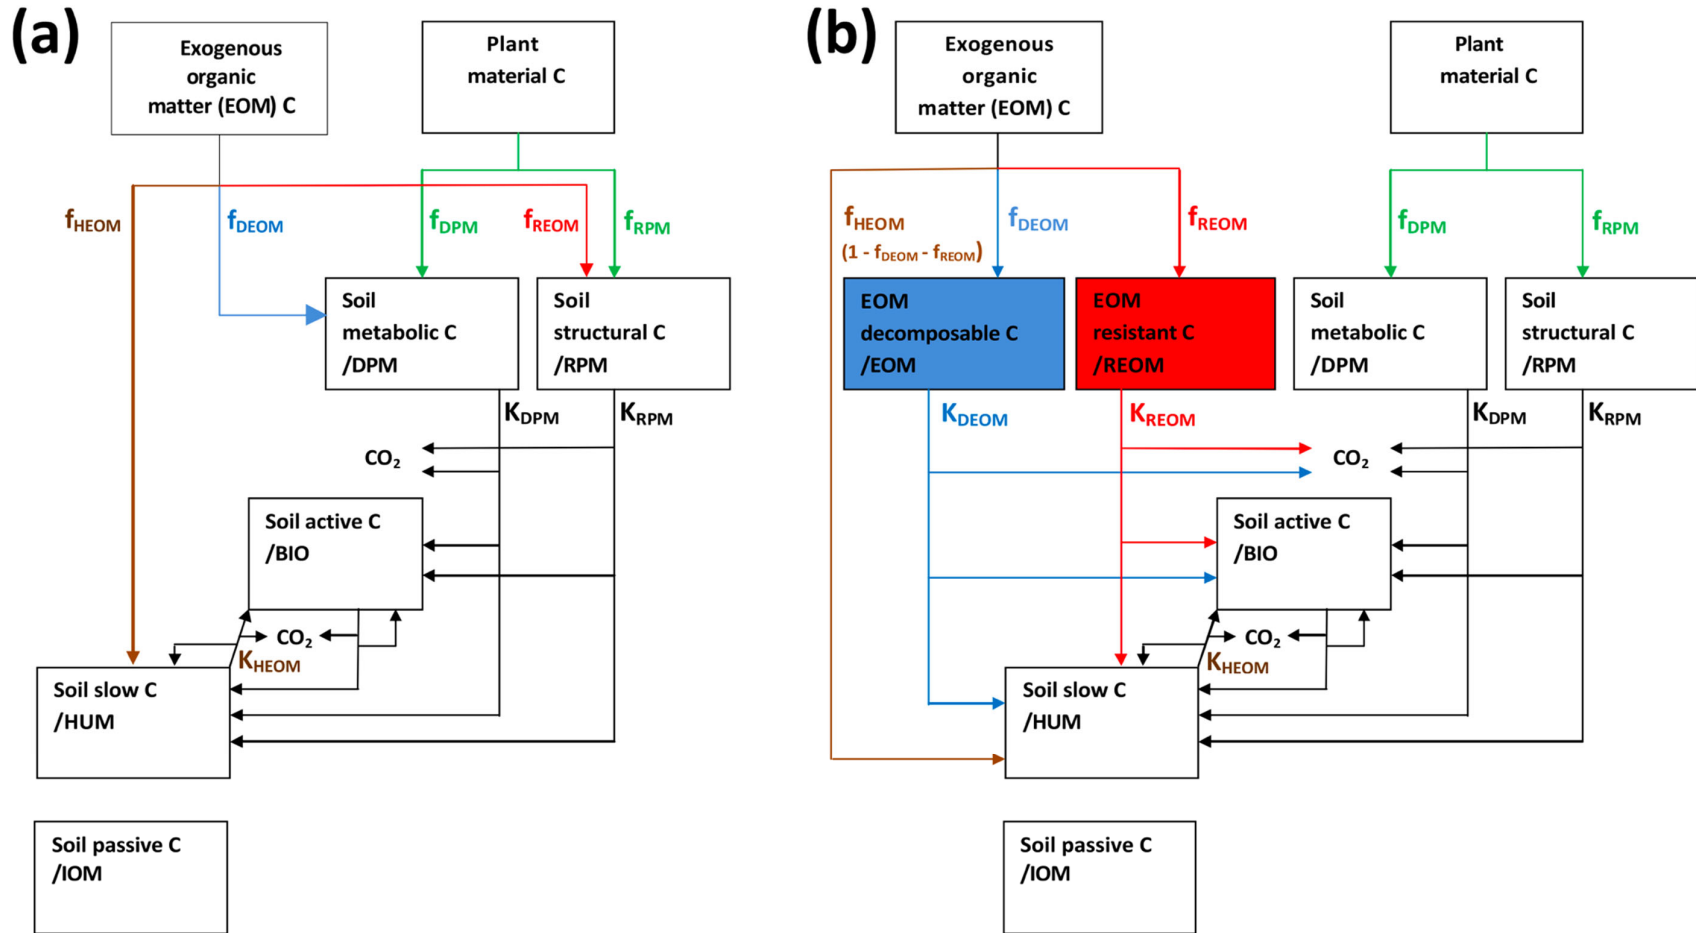 (a)
Exogenous
organic
matter (EOM) C
Plant
material C
fHEOM
fDEOM
fDPM
fREOM
fRPM
Soil
metabolic C
/DPM
Soil
structural C
/RPM
KDPM
KRPM
CO₂
Soil active C
/BIO
CO₂
KHEOM
Soil slow C
/HUM
Soil passive C
/IOM
(b)
Exogenous
organic
matter (EOM) C
Plant
material C
fHEOM
(1 - fDEOM - fREOM)
fDEOM
fREOM
fDPM
fRPM
EOM
decomposable C
/EOM
EOM
resistant C
/REOM
Soil
metabolic C
/DPM
Soil
structural C
/RPM
KDEOM
KREOM
KDPM
KRPM
CO₂
Soil active C
/BIO
CO₂
KHEOM
Soil slow C
/HUM
Soil passive C
/IOM